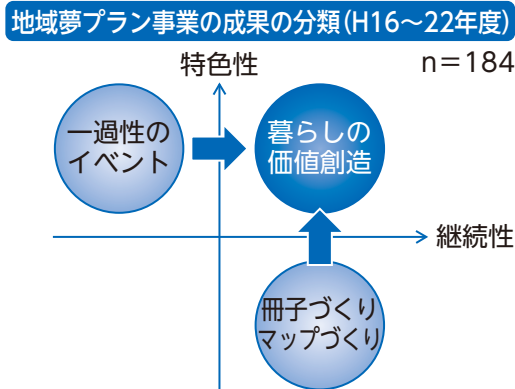 地域夢プラン事業の成果の分類(H16〜22年度)
特色性
n=184
一過性の
イベント
暮らしの
価値創造
継続性
冊子づくり
マップづくり